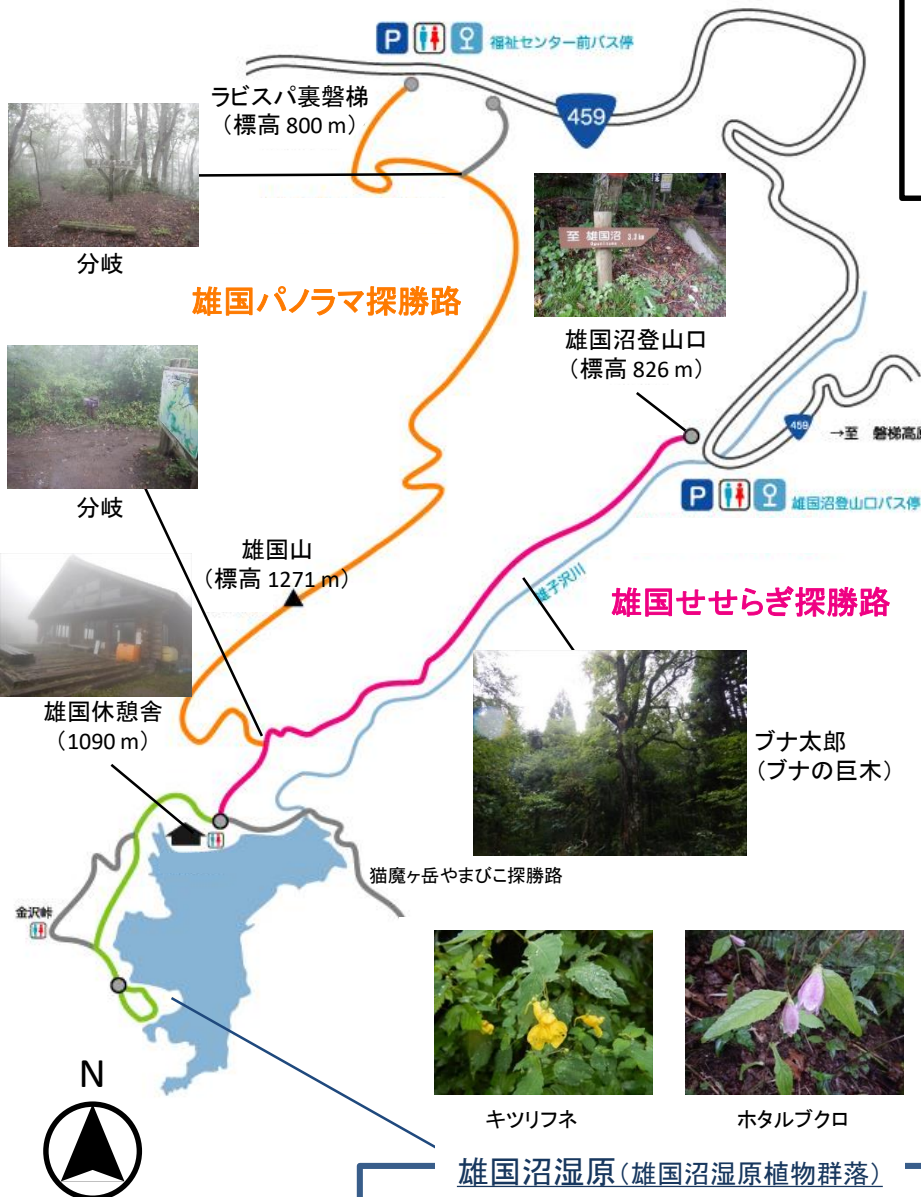 P 福祉センター前バス停
ラビスパ裏磐梯
（標高 800 m）
459
分岐
至 雄国沼
雄国パノラマ探勝路
雄国沼登山口
（標高 826 m）
459
→至 磐梯高原
分岐
P 雄国沼登山口バス停
雄国山
（標高 1271 m）
雄子沢川
雄国せせらぎ探勝路
雄国休憩舎
（1090 m）
ブナ太郎
（ブナの巨木）
猫魔ヶ岳やまびこ探勝路
金沢峠
N
キツリフネ
ホタルブクロ
雄国沼湿原（雄国沼湿原植物群落）